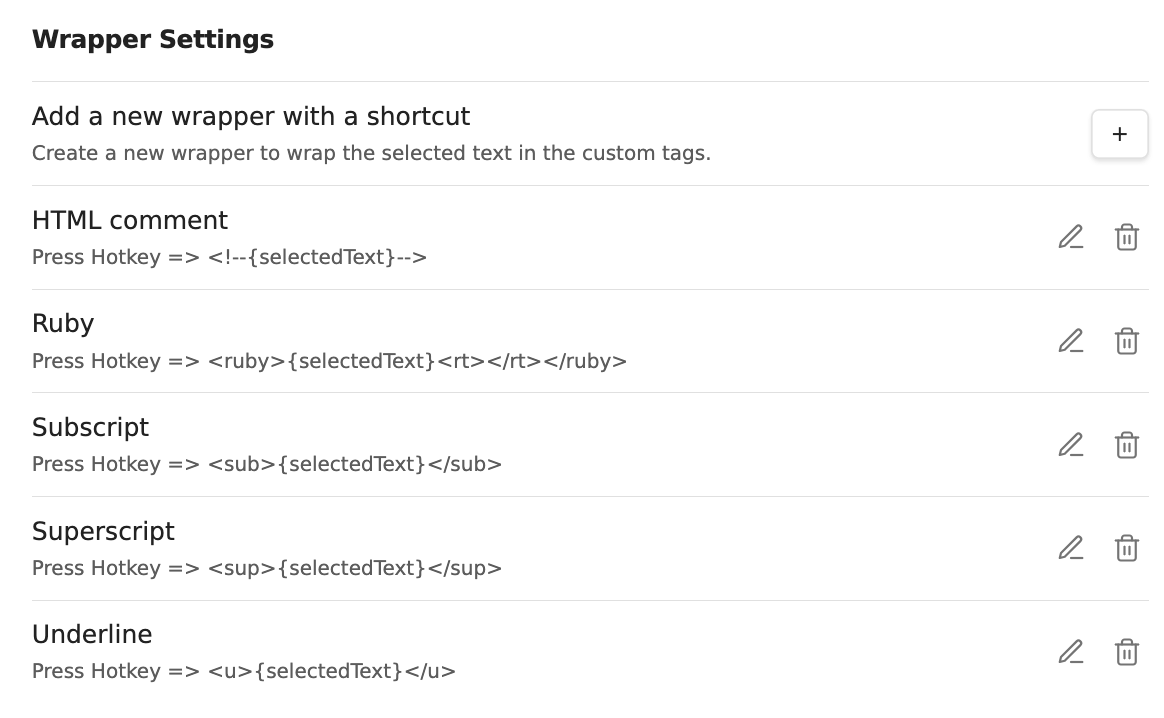 Wrapper Settings
Add a new wrapper with a shortcut
Create a new wrapper to wrap the selected text in the custom tags.
+
HTML comment
Press Hotkey => <!--{selectedText}-->
Ruby
Press Hotkey => <ruby>{selectedText}<rt></rt></ruby>
Subscript
Press Hotkey => <sub>{selectedText}</sub>
Superscript
Press Hotkey => <sup>{selectedText}</sup>
Underline
Press Hotkey => <u>{selectedText}</u>